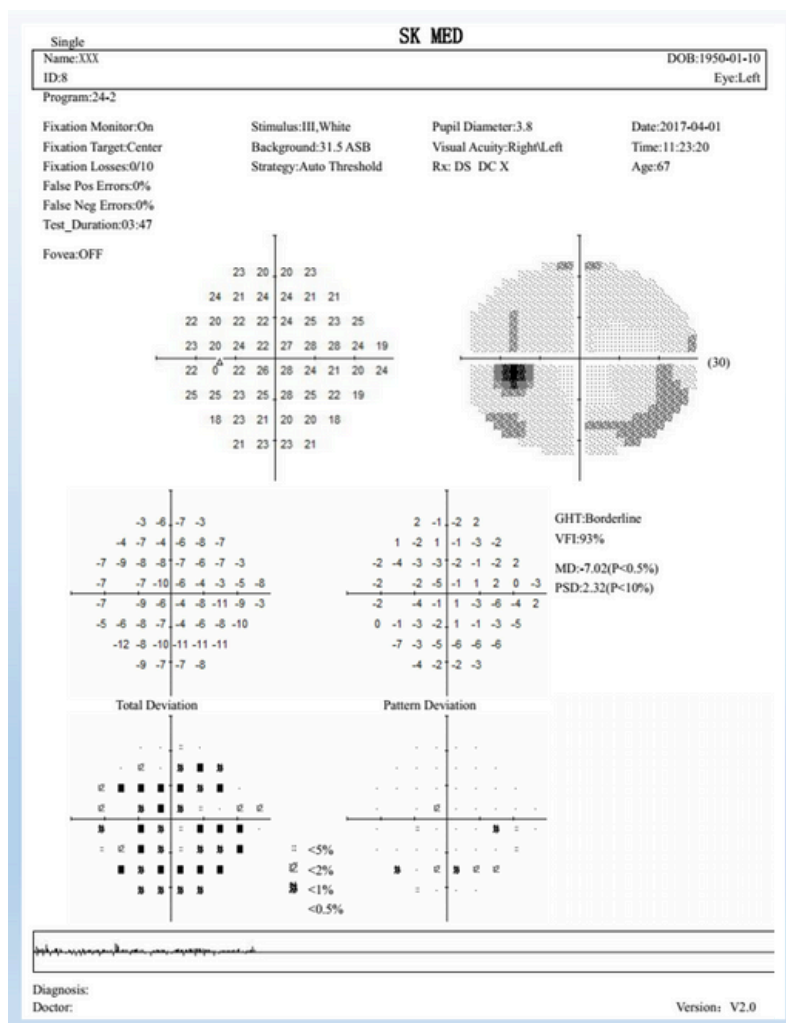 Single
SK MED
Name:XXX DOB:1950-01-10
ID:8 Eye:Left
Program:24-2
Fixation Monitor:On Stimulus:III,White Pupil Diameter:3.8 Date:2017-04-01
Fixation Target:Center Background:31.5 ASB Visual Acuity:Right\Left Time:11:23:20
Fixation Losses:0/10 Strategy:Auto Threshold Rx: DS DC X Age:67
False Pos Errors:0%
False Neg Errors:0%
Test_Duration:03:47
Fovea:OFF
23 20 20 23
24 21 24 24 21 21
22 20 22 22 24 25 23 25
23 20 24 22 27 28 28 24 19
(30)
22 0 22 26 28 24 21 20 24
25 25 23 25 28 25 22 19
18 23 21 20 20 18
21 23 23 21
-3 -6 -7 -3 2 -1 -2 2
GHT:Borderline
-4 -7 -4 -6 -8 -7 1 -2 1 -1 -3 -2
VFI:93%
-7 -9 -8 -8 -7 -6 -7 -3 -2 -4 -3 -3 -2 -1 -2 2
MD:-7.02(P<0.5%)
-7 -7 -10 -6 -4 -3 -5 -8 -2 -2 -5 -1 1 2 0 -3
PSD:2.32(P<10%)
-7 -9 -6 -4 -8 -11 -9 -3 -2 -4 -1 1 -3 -6 -4 2
-5 -6 -8 -7 -4 -6 -8 -10 0 -1 -3 -2 1 -1 -3 -5
-12 -8 -10 -11 -11 -11 -7 -3 -5 -6 -6 -6
-9 -7 -7 -8 -4 -2 -2 -3
Total Deviation Pattern Deviation
<5%
<2%
<1%
<0.5%
Diagnosis:
Doctor: Version: V2.0